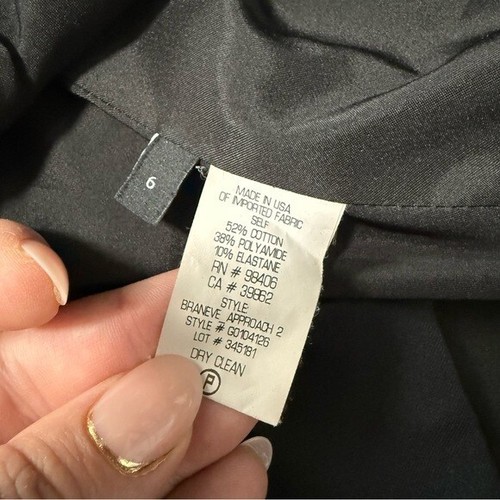 6
MADE IN USA
OF IMPORTED FABRIC
SELF
52% COTTON
38% POLYAMIDE
10% ELASTANE
RN # 98406
CA # 39862
STYLE:
BRANEVE APPROACH 2
STYLE # G0104126
LOT # 345181
DRY CLEAN
P